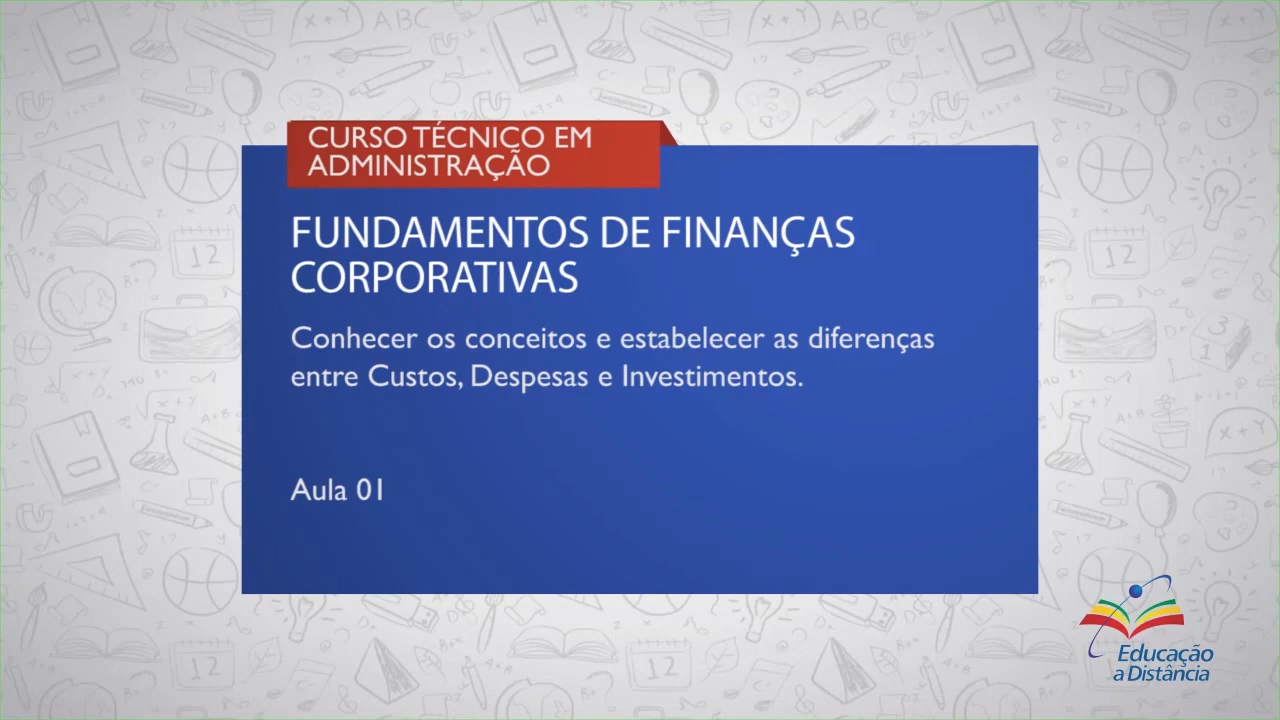 CURSO TÉCNICO EM
ADMINISTRAÇÃO
FUNDAMENTOS DE FINANÇAS
CORPORATIVAS
Conhecer os conceitos e estabelecer as diferenças
entre Custos, Despesas e Investimentos.
Aula 01
Educação
a Distância